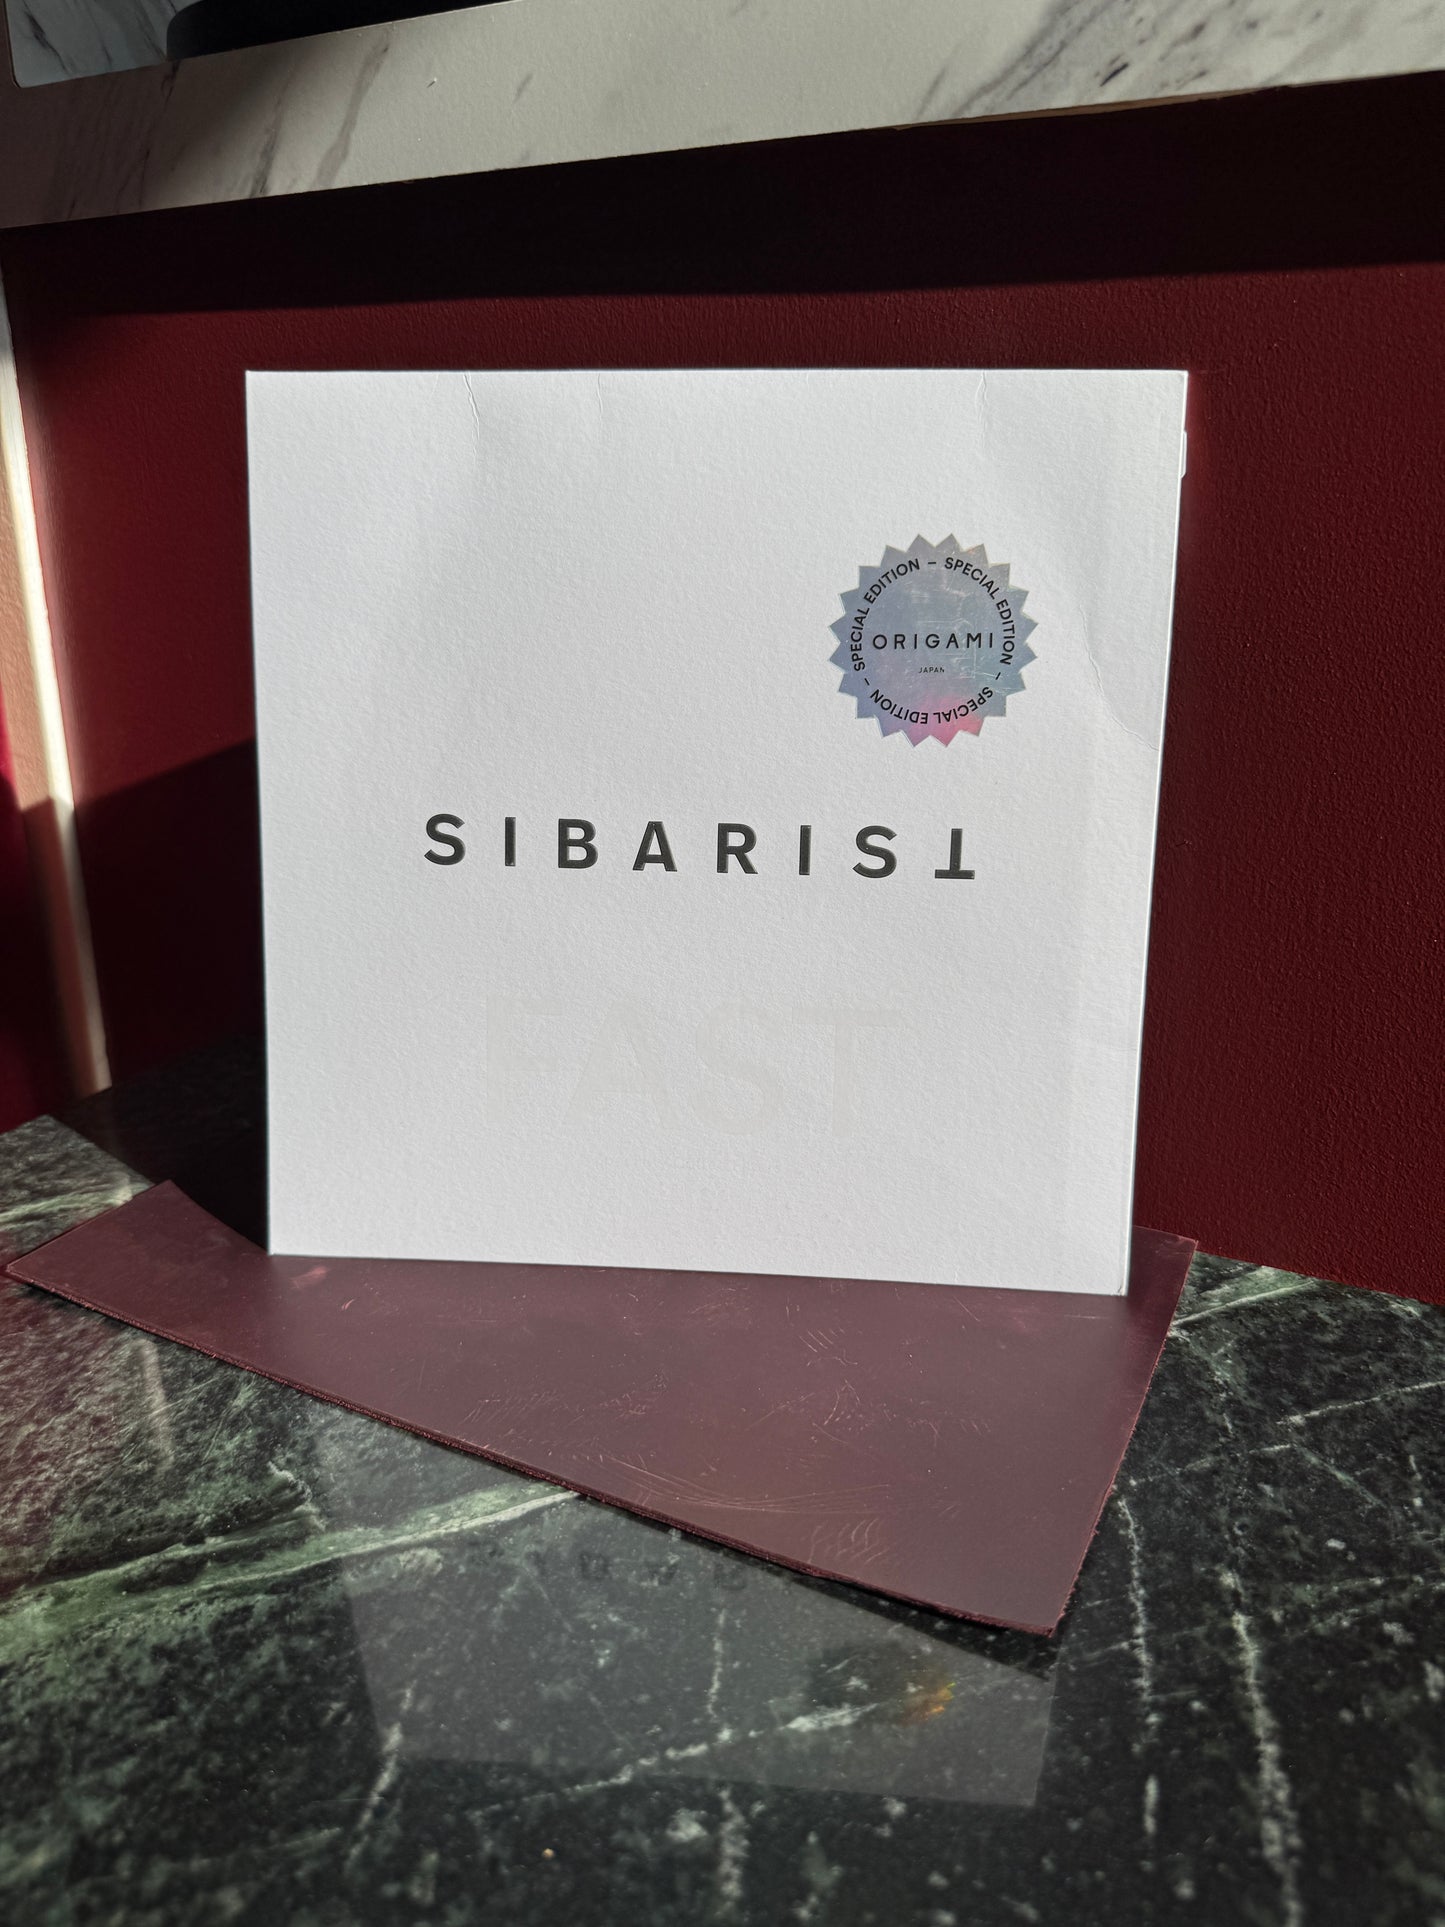 SPECIAL EDITION – SPECIAL EDITION – SPECIAL EDITION –
ORIGAMI
JAPAN
SIBARIST
FAST